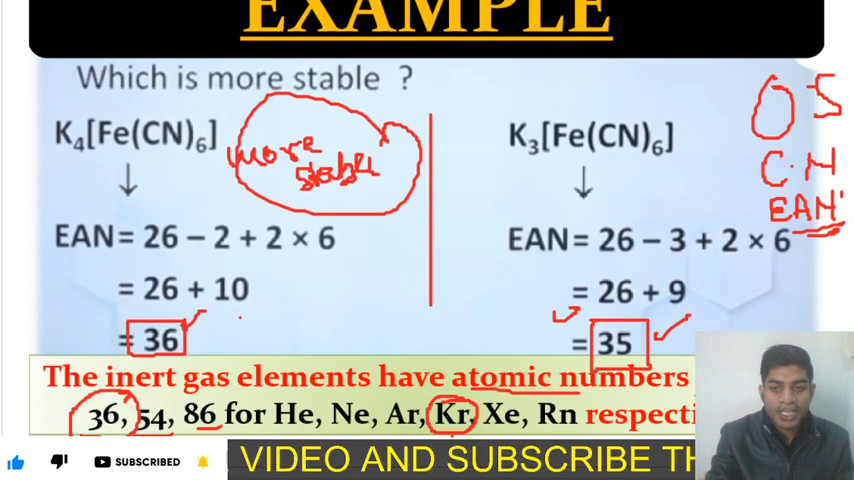 EXAMPLE
Which is more stable ?
K₄[Fe(CN)₆]
more
stable
K₃[Fe(CN)₆]
O S
C.N
EAN
↓
↓
EAN = 26 – 2 + 2 × 6
EAN = 26 – 3 + 2 × 6
= 26 + 10
= 26 + 9
= 36
= 35
The inert gas elements have atomic numbers
36, 54, 86 for He, Ne, Ar, Kr, Xe, Rn
SUBSCRIBED
VIDEO AND SUBSCRIBE